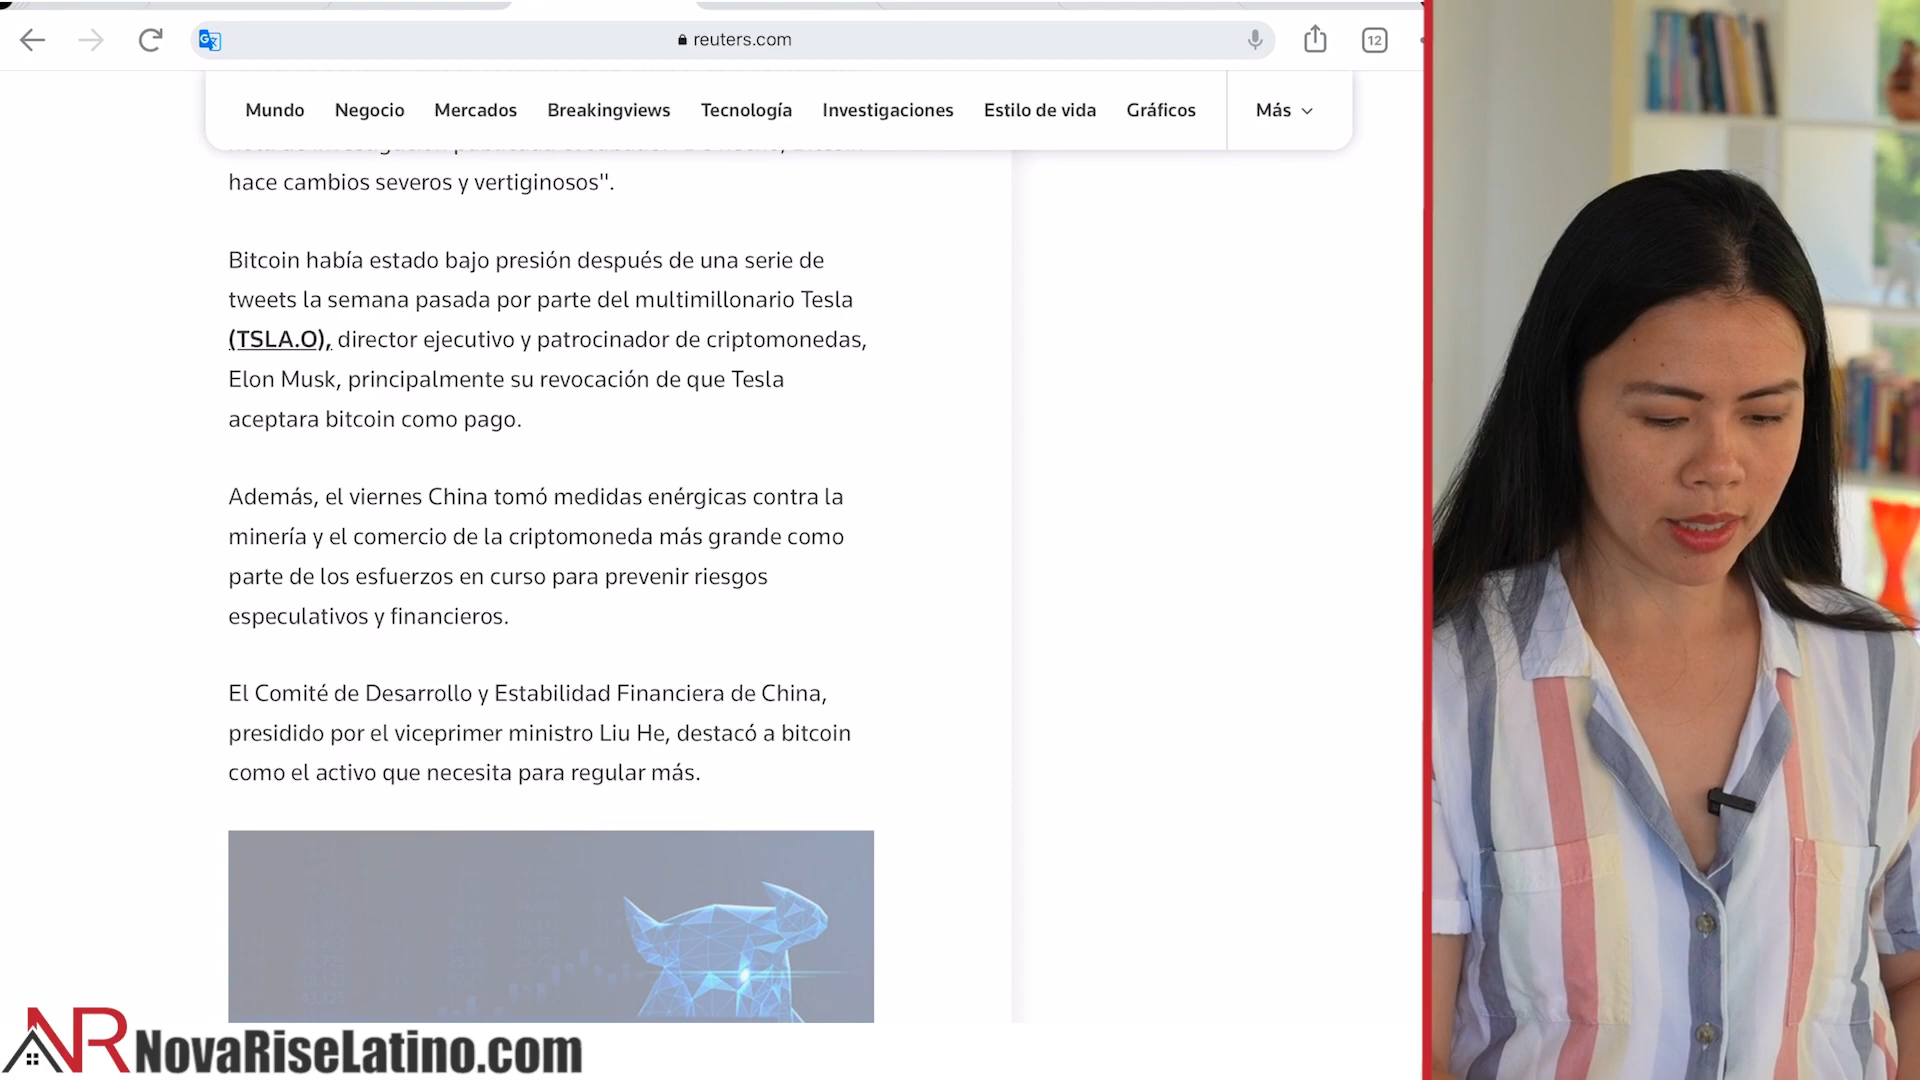 reuters.com
12
Mundo Negocio Mercados Breakingviews Tecnología Investigaciones Estilo de vida Gráficos Más
hace cambios severos y vertiginosos".
Bitcoin había estado bajo presión después de una serie de
tweets la semana pasada por parte del multimillonario Tesla
(TSLA.O), director ejecutivo y patrocinador de criptomonedas,
Elon Musk, principalmente su revocación de que Tesla
aceptara bitcoin como pago.
Además, el viernes China tomó medidas enérgicas contra la
minería y el comercio de la criptomoneda más grande como
parte de los esfuerzos en curso para prevenir riesgos
especulativos y financieros.
El Comité de Desarrollo y Estabilidad Financiera de China,
presidido por el viceprimer ministro Liu He, destacó a bitcoin
como el activo que necesita para regular más.
NR NovaRiseLatino.com